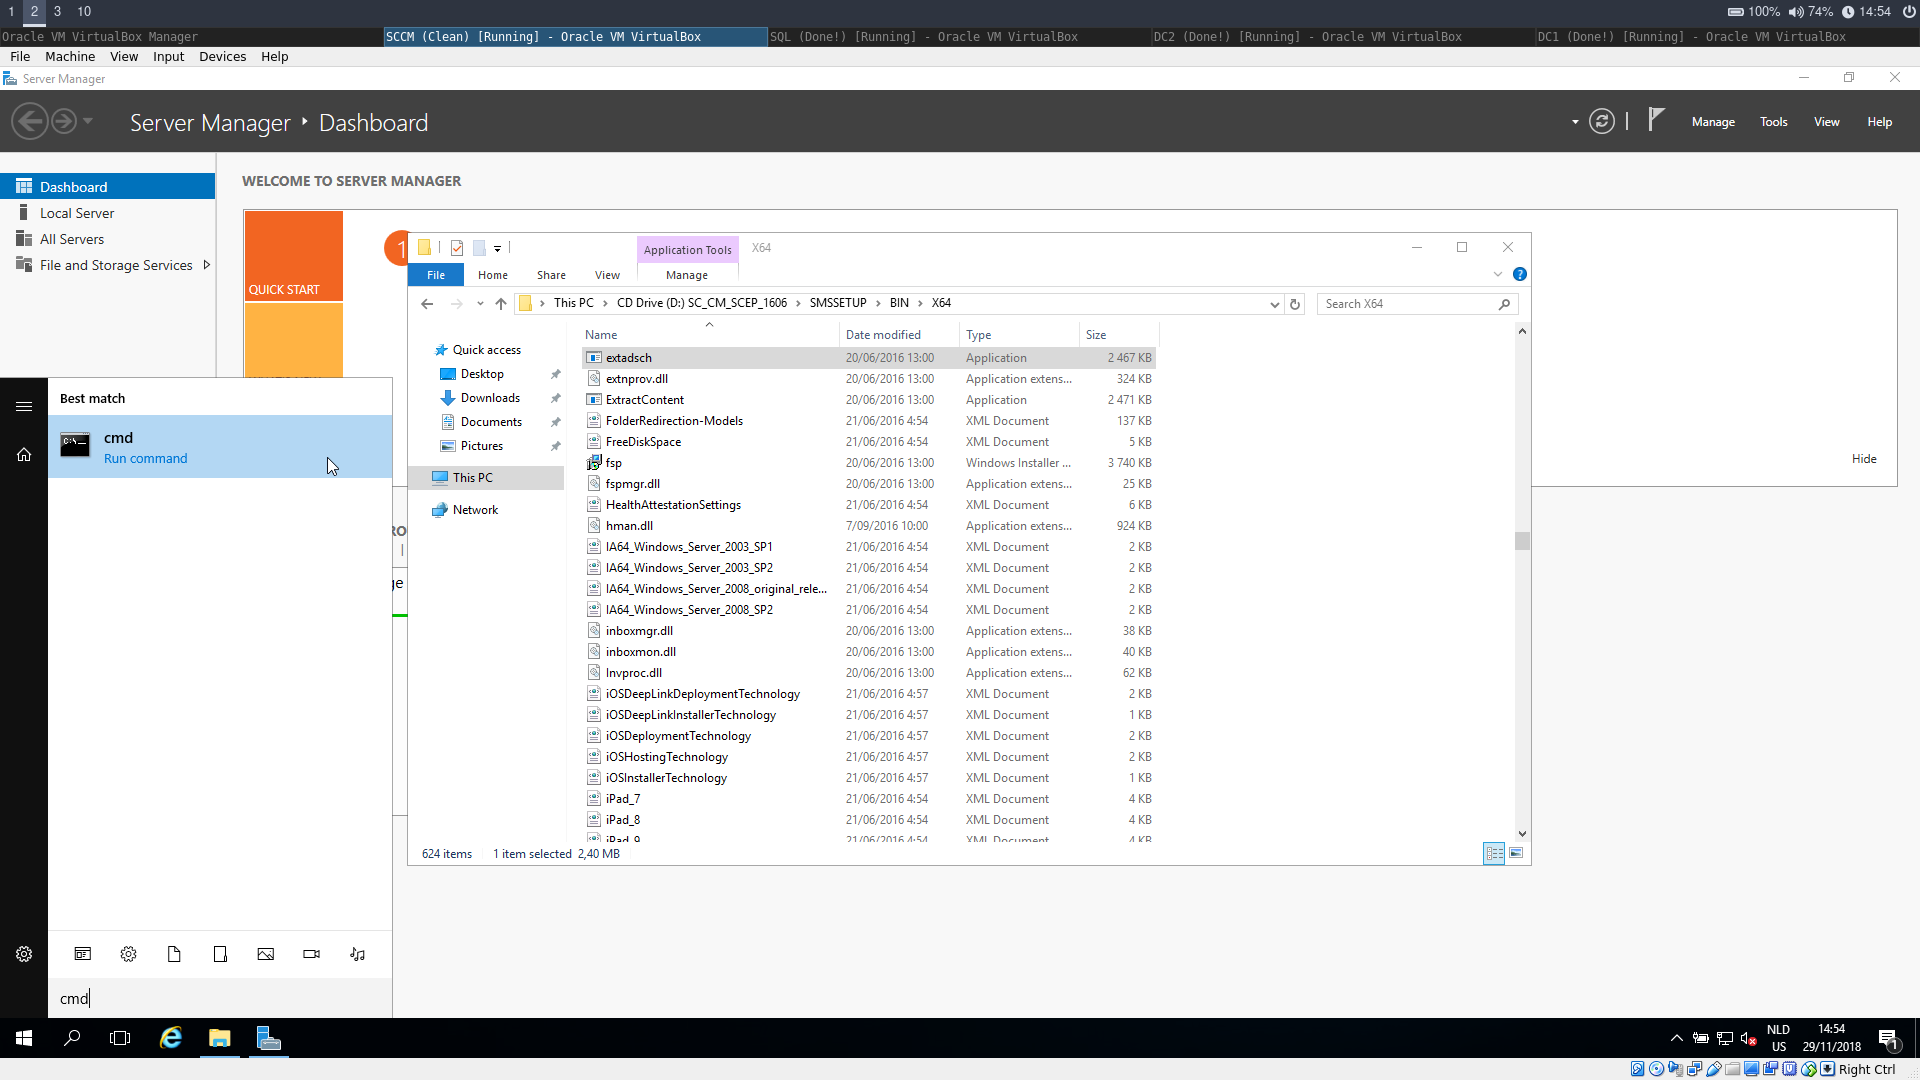 1 2 3 10
100% 74% 14:54
Oracle VM VirtualBox Manager
SCCM (Clean) [Running] - Oracle VM VirtualBox
SQL (Done!) [Running] - Oracle VM VirtualBox
DC2 (Done!) [Running] - Oracle VM VirtualBox
DC1 (Done!) [Running] - Oracle VM VirtualBox
File Machine View Input Devices Help
Server Manager
Server Manager • Dashboard
Manage Tools View Help
Dashboard
Local Server
All Servers
File and Storage Services
WELCOME TO SERVER MANAGER
QUICK START
1
Hide
Application Tools X64
File Home Share View Manage
This PC > CD Drive (D:) SC_CM_SCEP_1606 > SMSSETUP > BIN > X64
Search X64
Quick access
Desktop
Downloads
Documents
Pictures
This PC
Network
Name Date modified Type Size
extadsch 20/06/2016 13:00 Application 2 467 KB
extnprov.dll 20/06/2016 13:00 Application extens... 324 KB
ExtractContent 20/06/2016 13:00 Application 2 471 KB
FolderRedirection-Models 21/06/2016 4:54 XML Document 137 KB
FreeDiskSpace 21/06/2016 4:54 XML Document 5 KB
fsp 20/06/2016 13:00 Windows Installer ... 3 740 KB
fspmgr.dll 20/06/2016 13:00 Application extens... 25 KB
HealthAttestationSettings 21/06/2016 4:54 XML Document 6 KB
hman.dll 7/09/2016 10:00 Application extens... 924 KB
IA64_Windows_Server_2003_SP1 21/06/2016 4:54 XML Document 2 KB
IA64_Windows_Server_2003_SP2 21/06/2016 4:54 XML Document 2 KB
IA64_Windows_Server_2008_original_rele... 21/06/2016 4:54 XML Document 2 KB
IA64_Windows_Server_2008_SP2 21/06/2016 4:54 XML Document 2 KB
inboxmgr.dll 20/06/2016 13:00 Application extens... 38 KB
inboxmon.dll 20/06/2016 13:00 Application extens... 40 KB
Invproc.dll 20/06/2016 13:00 Application extens... 62 KB
iOSDeepLinkDeploymentTechnology 21/06/2016 4:57 XML Document 2 KB
iOSDeepLinkInstallerTechnology 21/06/2016 4:57 XML Document 1 KB
iOSDeploymentTechnology 21/06/2016 4:57 XML Document 2 KB
iOSHostingTechnology 21/06/2016 4:57 XML Document 2 KB
iOSInstallerTechnology 21/06/2016 4:57 XML Document 1 KB
iPad_7 21/06/2016 4:54 XML Document 4 KB
iPad_8 21/06/2016 4:54 XML Document 4 KB
iPad_9 21/06/2016 4:54 XML Document 4 KB
624 items 1 item selected 2,40 MB
Best match
cmd
Run command
cmd
NLD
US
14:54
29/11/2018
1
Right Ctrl